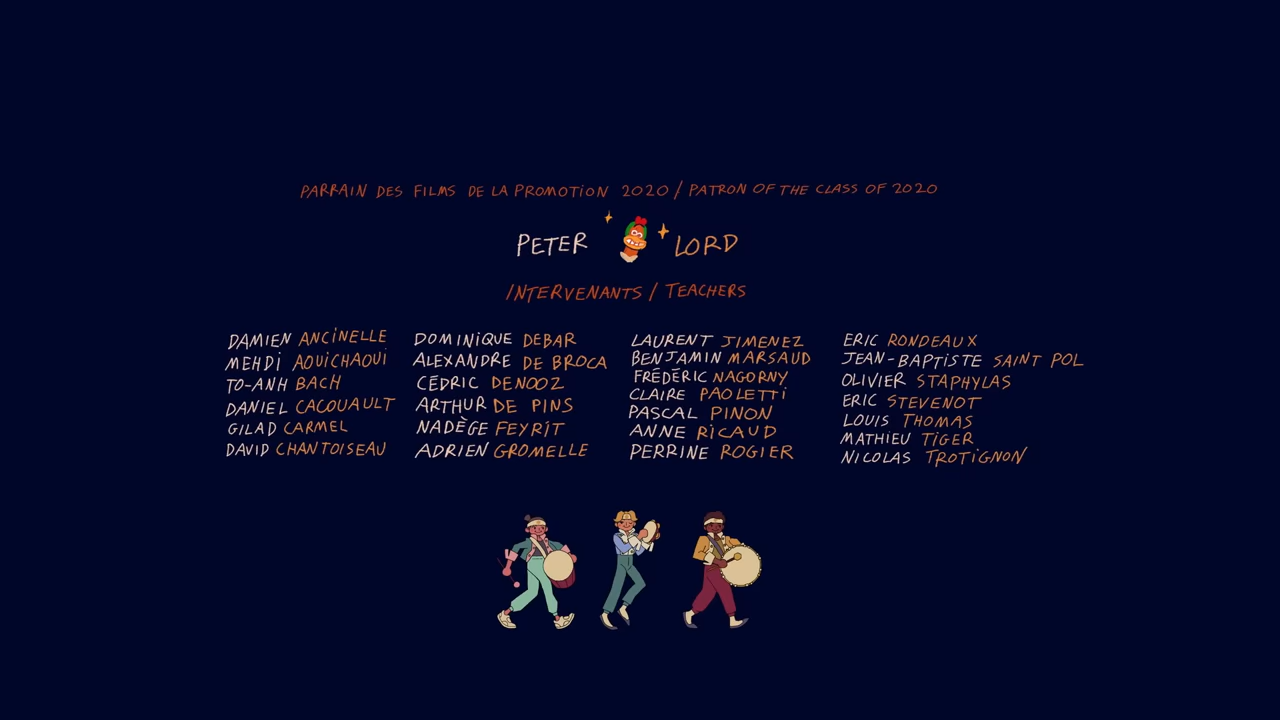 PARRAIN DES FILMS DE LA PROMOTION 2020 / PATRON OF THE CLASS OF 2020
PETER LORD
INTERVENANTS / TEACHERS
DAMIEN ANCINELLE
MEHDI AOUICHAOUI
TO-ANH BACH
DANIEL CACOUAULT
GILAD CARMEL
DAVID CHANTOISEAU
DOMINIQUE DEBAR
ALEXANDRE DE BROCA
CÉDRIC DENOOZ
ARTHUR DE PINS
NADÈGE FEYRIT
ADRIEN GROMELLE
LAURENT JIMENEZ
BENJAMIN MARSAUD
FRÉDÉRIC NAGORNY
CLAIRE PAOLETTI
PASCAL PINON
ANNE RICAUD
PERRINE ROGIER
ERIC RONDEAUX
JEAN-BAPTISTE SAINT POL
OLIVIER STAPHYLAS
ERIC STEVENOT
LOUIS THOMAS
MATHIEU TIGER
NICOLAS TROTIGNON